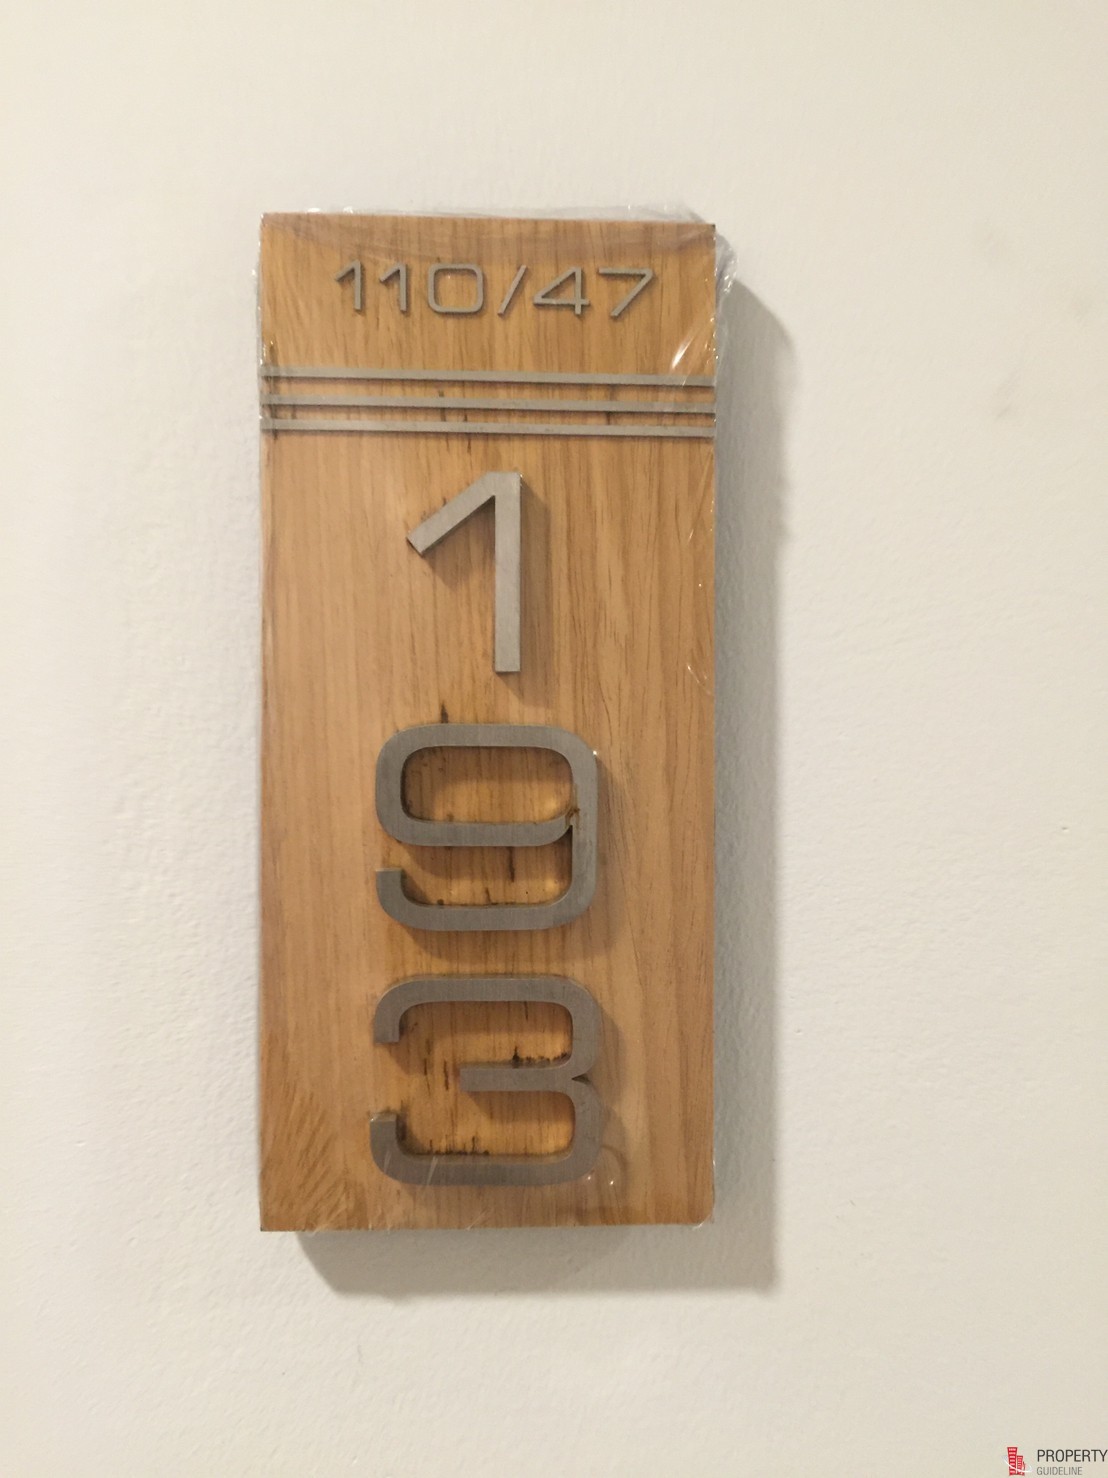 110/47
1
9
3
PROPERTY
GUIDELINE